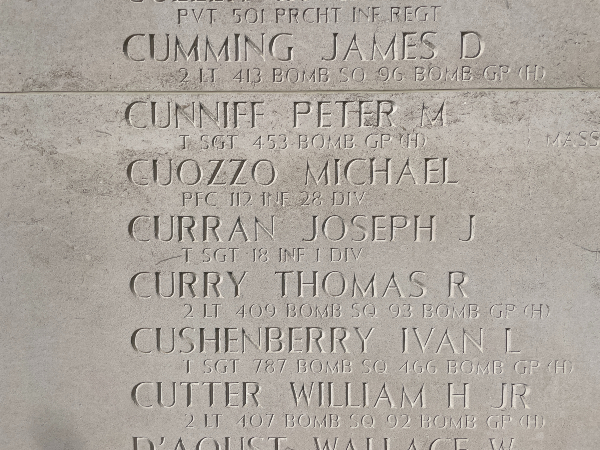 PVT 501 PRCHT INF REGT
CUMMING JAMES D
2 LT 413 BOMB SQ 96 BOMB GP (H)
CUNNIFF PETER M
T SGT 453 BOMB GP (H) MASS
CUOZZO MICHAEL
PFC 112 INF 28 DIV
CURRAN JOSEPH J
T SGT 18 INF 1 DIV
CURRY THOMAS R
2 LT 409 BOMB SQ 93 BOMB GP (H)
CUSHENBERRY IVAN L
T SGT 787 BOMB SQ 466 BOMB GP (H)
CUTTER WILLIAM H JR
2 LT 407 BOMB SQ 92 BOMB GP (H)
D'AOUST WALLACE W